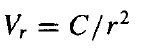 V_r = C/r^2